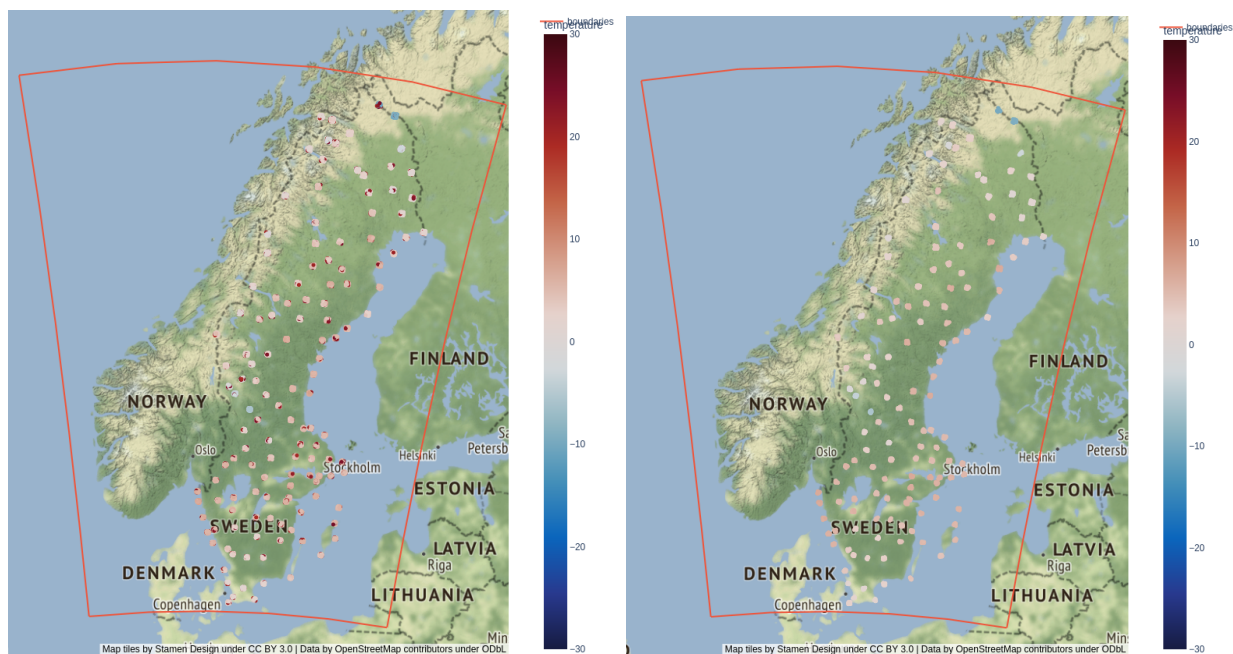 boundaries
temperature
30
20
10
0
−10
−20
−30
FINLAND
NORWAY
Oslo
Helsinki
Sa
Petersb
Stockholm
ESTONIA
SWEDEN
LATVIA
Riga
DENMARK
LITHUANIA
Copenhagen
Min
Map tiles by Stamen Design under CC BY 3.0 | Data by OpenStreetMap contributors under ODbL
boundaries
temperature
30
20
10
0
−10
−20
−30
FINLAND
NORWAY
Oslo
Helsinki
Sa
Petersb
Stockholm
ESTONIA
SWEDEN
LATVIA
Riga
DENMARK
LITHUANIA
Copenhagen
Min
Map tiles by Stamen Design under CC BY 3.0 | Data by OpenStreetMap contributors under ODbL